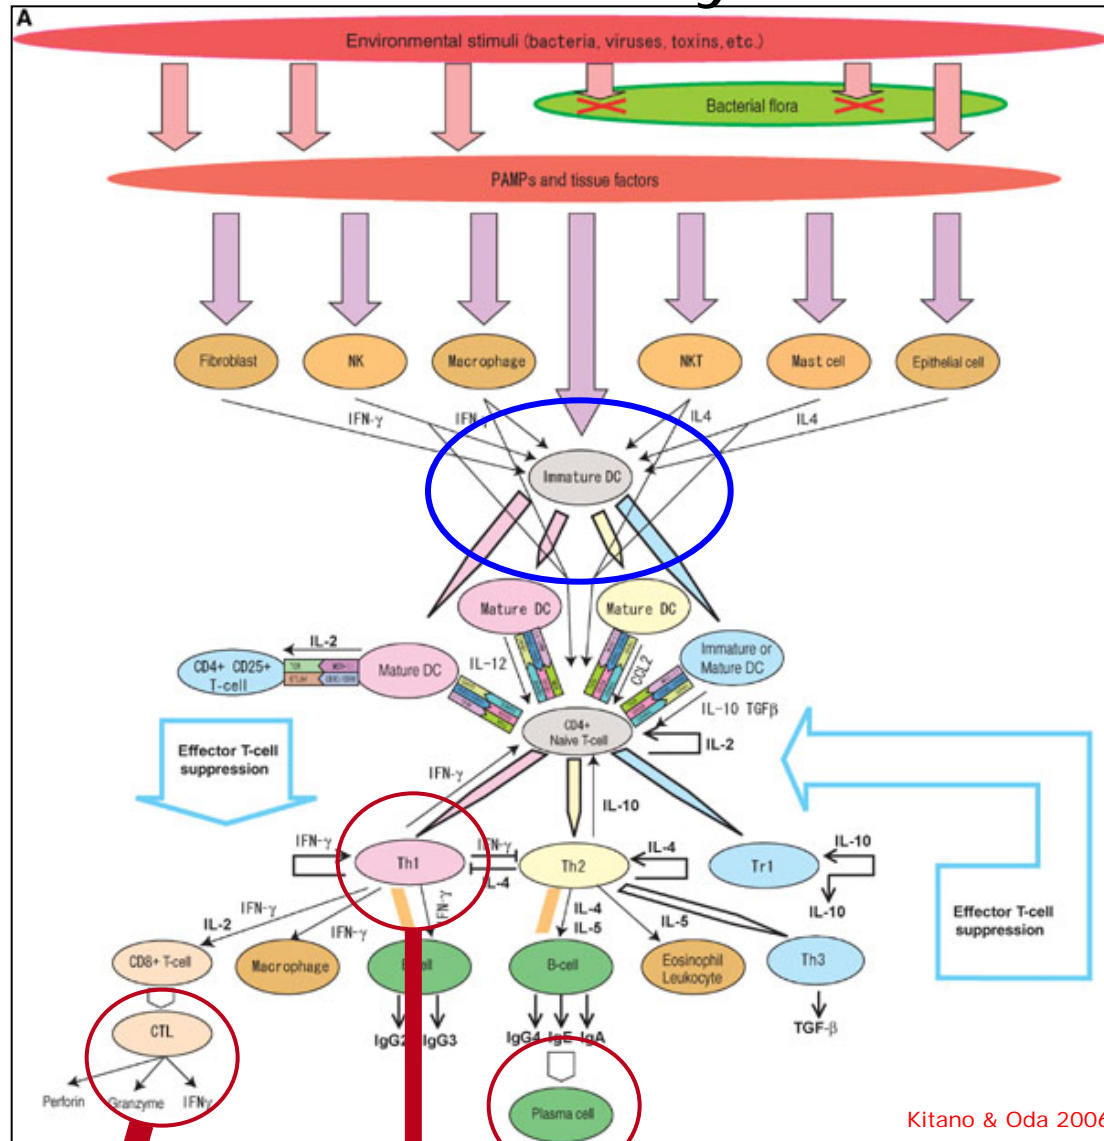 A
Environmental stimuli (bacteria, viruses, toxins, etc.)
Bacterial flora
PAMPs and tissue factors
Fibroblast
NK
Macrophage
NKT
Mast cell
Epithelial cell
IFN-γ
IFN-γ
IL4
IL4
Immature DC
Mature DC
Mature DC
IL-2
CD4+ CD25+
T-cell
Mature DC
IL-12
CCL2
Immature or
Mature DC
IL-10 TGFβ
CD4+
Naive T-cell
IL-2
Effector T-cell
suppression
IFN-γ
IL-10
IFN-γ
Th1
IFN-γ
IL-4
Th2
IL-4
Tr1
IL-10
IL-10
IFN-γ
IL-2
IFN-γ
IFN-γ
IL-4
IL-5
IL-5
Effector T-cell
suppression
CD8+ T-cell
Macrophage
B-cell
Eosinophil
Leukocyte
Th3
CTL
IgG3
IgG4 IgE IgA
TGF-β
Perforin
Granzyme
IFNγ
Plasma cell
Kitano & Oda 2006